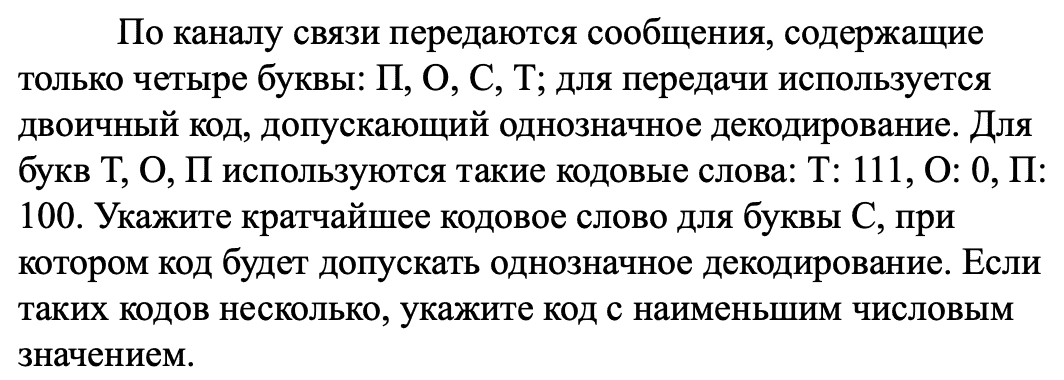 По каналу связи передаются сообщения, содержащие
только четыре буквы: П, О, С, Т; для передачи используется
двоичный код, допускающий однозначное декодирование. Для
букв Т, О, П используются такие кодовые слова: Т: 111, О: 0, П:
100. Укажите кратчайшее кодовое слово для буквы С, при
котором код будет допускать однозначное декодирование. Если
таких кодов несколько, укажите код с наименьшим числовым
значением.